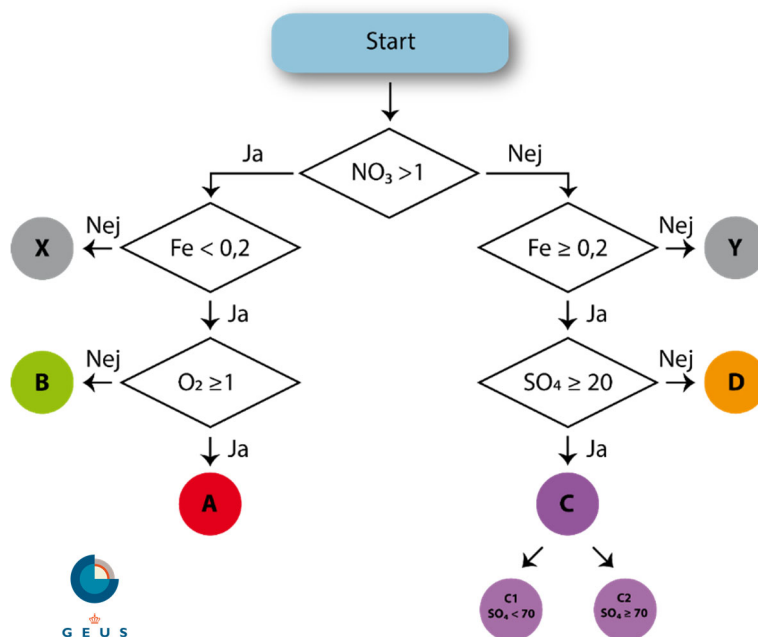 Start
Ja
NO₃ >1
Nej
X
Nej
Fe < 0,2
Fe ≥ 0,2
Nej
Y
Ja
Ja
B
Nej
O₂ ≥1
SO₄ ≥ 20
Nej
D
Ja
Ja
A
C
C1
SO₄ < 70
C2
SO₄ ≥ 70
G E U S